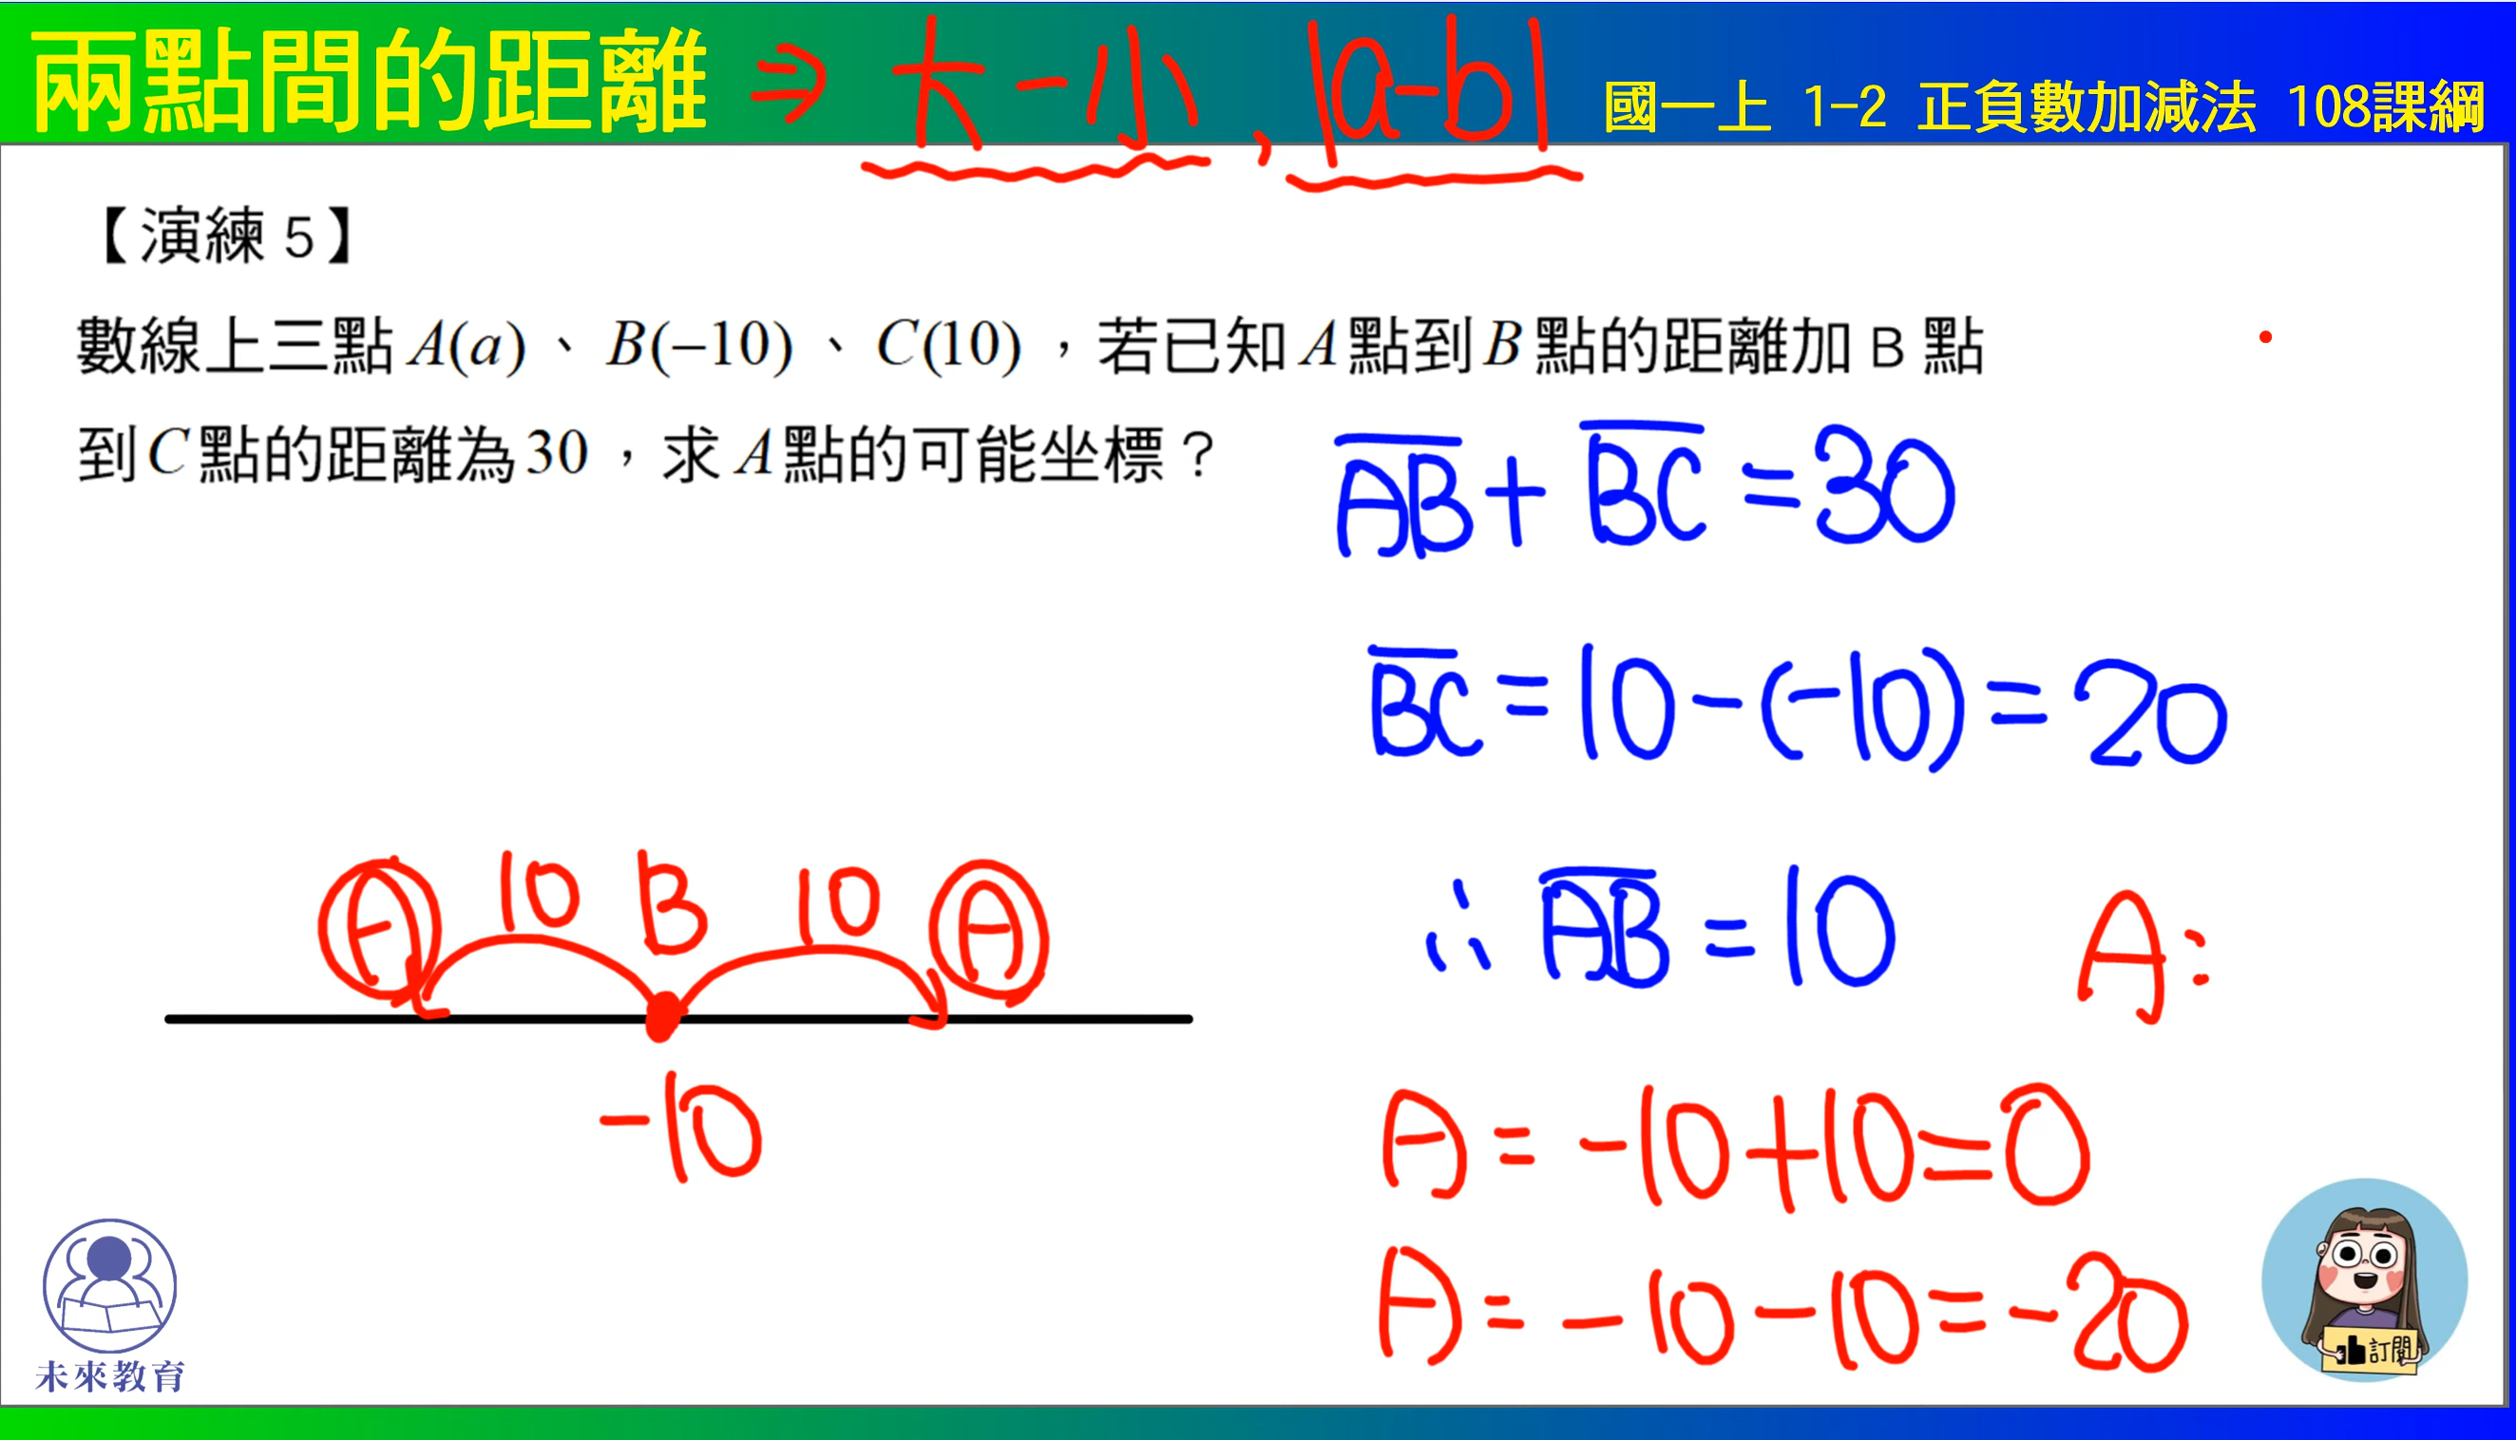 兩點間的距離 ⇒ 大-小, |a-b| 國一上 1-2 正負數加減法 108課綱
【演練 5】
數線上三點 A(a)、B(−10)、C(10),若已知 A 點到 B 點的距離加 B 點
到 C 點的距離為 30,求 A 點的可能坐標?
AB + BC = 30
BC = 10 - (-10) = 20
∴ AB = 10 A:
A 10 B 10 A
-10
A = -10 + 10 = 0
A = -10 - 10 = -20
未來教育
訂閱